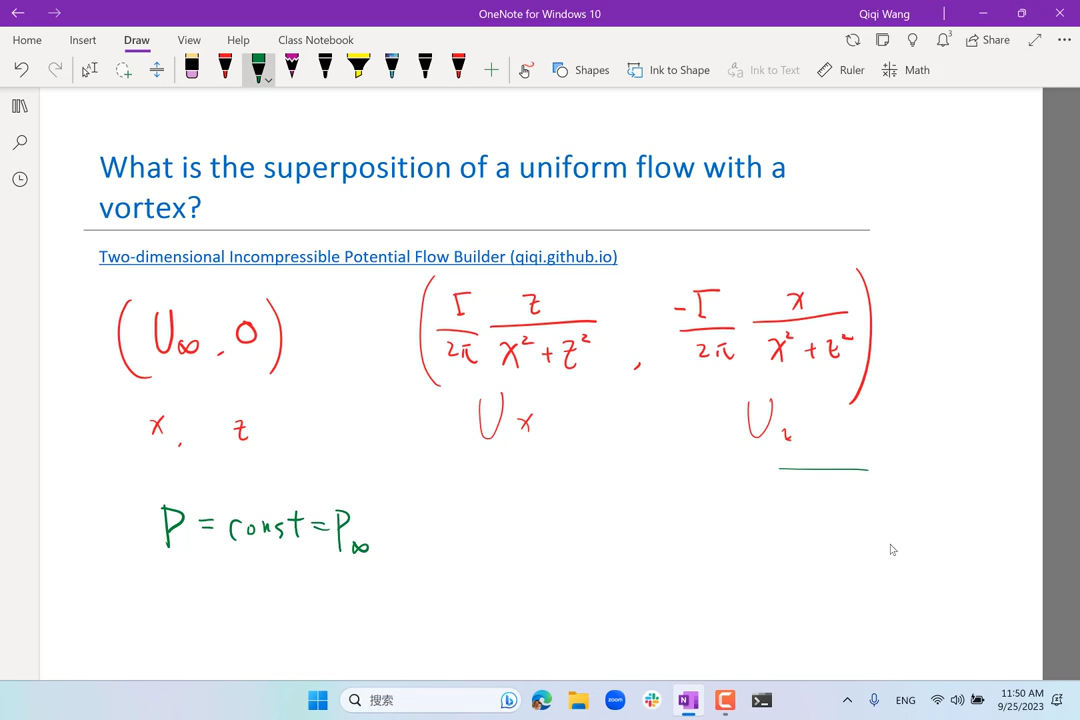 OneNote for Windows 10
Qiqi Wang
Home Insert Draw View Help Class Notebook
3
Share
Ink to Shape Shapes Ink to Text Ruler Math
What is the superposition of a uniform flow with a
vortex?
Two-dimensional Incompressible Potential Flow Builder (qiqi.github.io)
(U∞, 0) (Γ/2π z/(x²+z²), -Γ/2π x/(x²+z²))
x, z Ux Uz
P = const = P∞
搜索
zoom
ENG
11:50 AM
9/25/2023